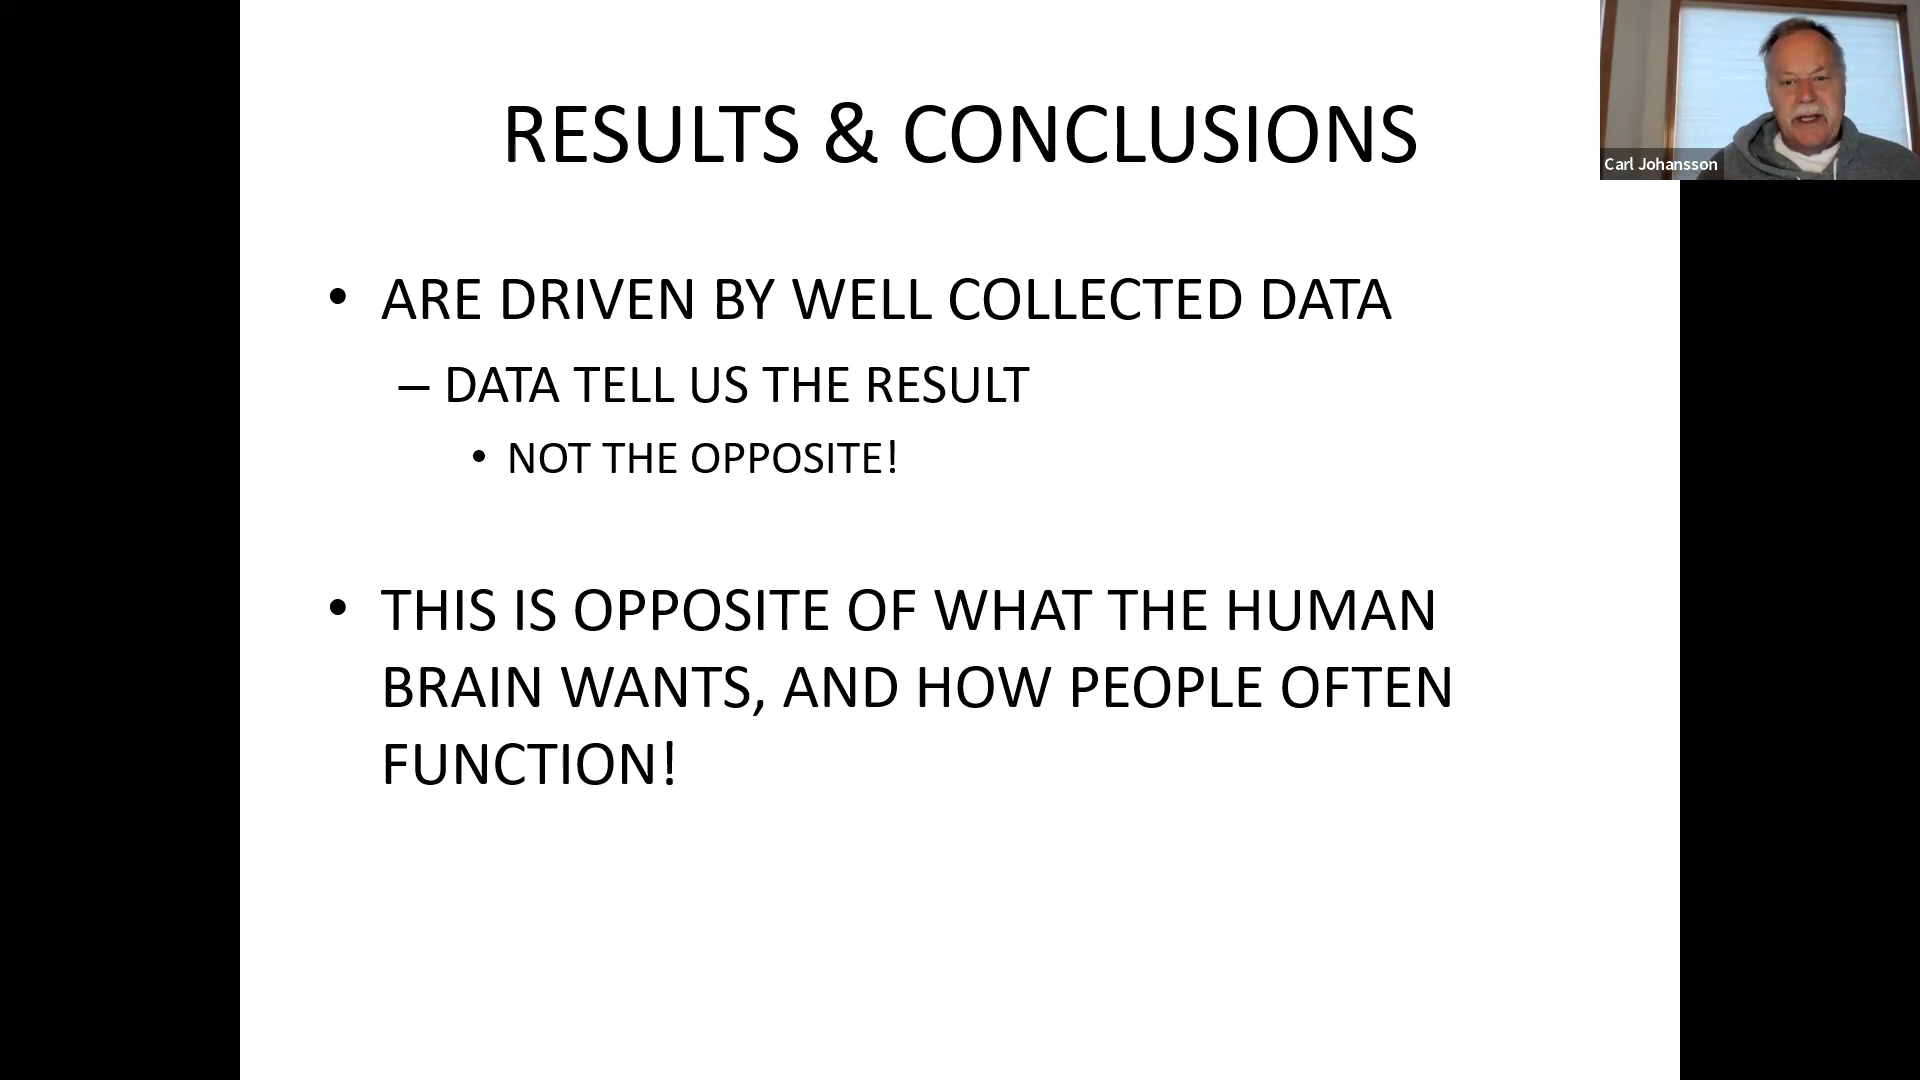 RESULTS & CONCLUSIONS
Carl Johansson
• ARE DRIVEN BY WELL COLLECTED DATA
– DATA TELL US THE RESULT
• NOT THE OPPOSITE!
• THIS IS OPPOSITE OF WHAT THE HUMAN
BRAIN WANTS, AND HOW PEOPLE OFTEN
FUNCTION!